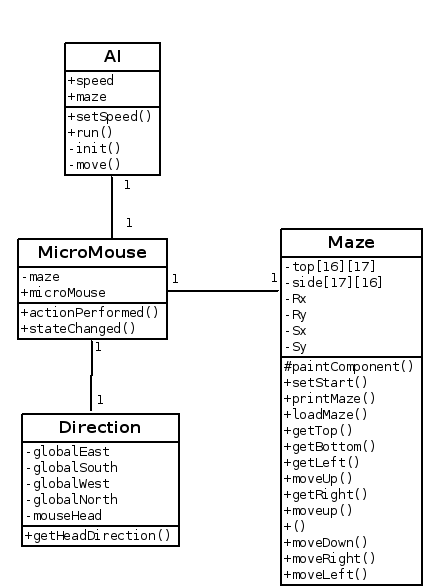 AI
+speed
+maze
+setSpeed()
+run()
-init()
-move()
1
1
MicroMouse
-maze
+microMouse
+actionPerformed()
+stateChanged()
1
1
1
1
Direction
-globalEast
-globalSouth
-globalWest
-globalNorth
-mouseHead
+getHeadDirection()
Maze
-top[16][17]
-side[17][16]
-Rx
-Ry
-Sx
-Sy
#paintComponent()
+setStart()
+printMaze()
+loadMaze()
+getTop()
+getBottom()
+getLeft()
+moveUp()
+getRight()
+moveup()
+()
+moveDown()
+moveRight()
+moveLeft()